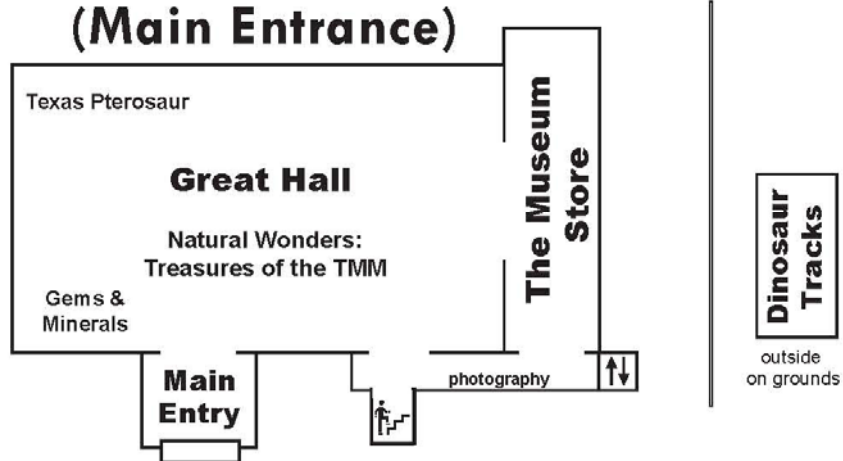 (Main Entrance)
Texas Pterosaur
Great Hall
Natural Wonders:
Treasures of the TMM
Gems &
Minerals
Main
Entry
photography
The Museum
Store
Dinosaur
Tracks
outside
on grounds